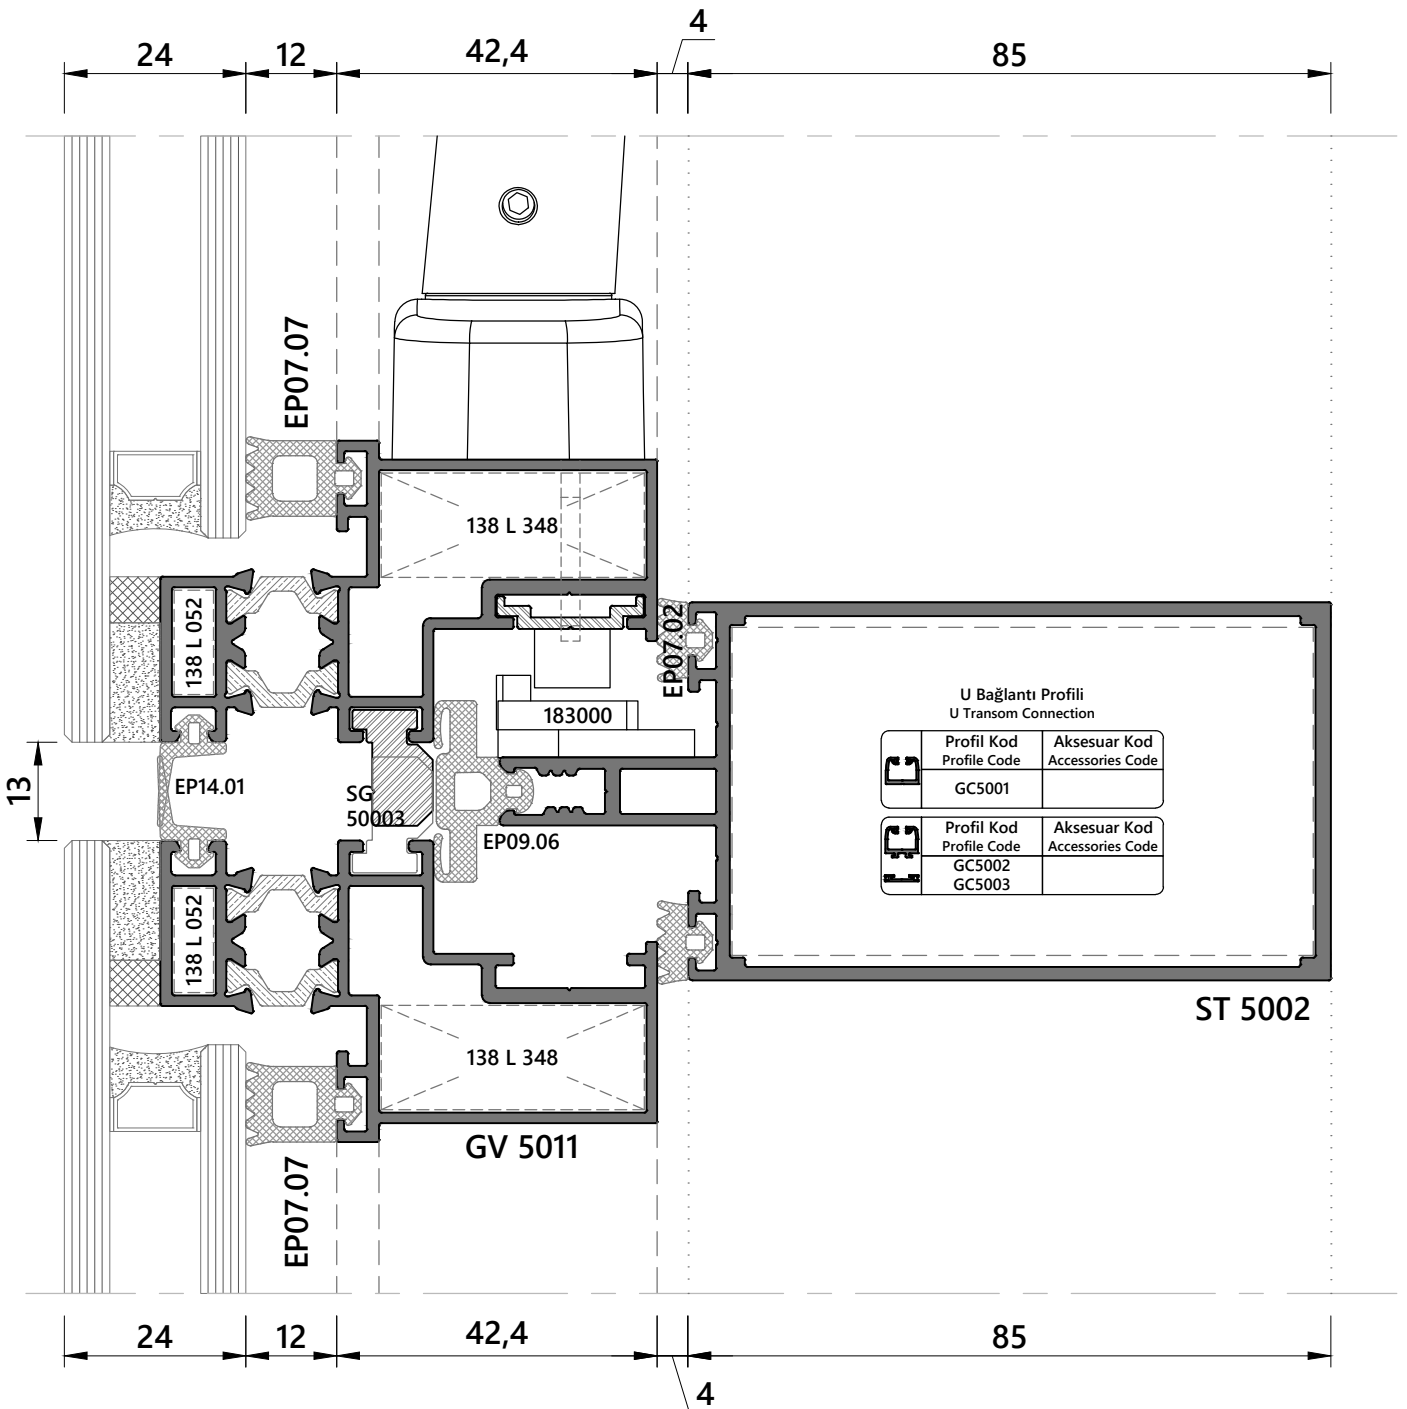 4
24
12
42,4
85
EP07.07
138 L 348
138 L 052
EP07.02
183000
U Bağlantı Profili
U Transom Connection
Profil Kod
Profile Code
Aksesuar Kod
Accessories Code
GC5001
13
EP14.01
SG
50003
EP09.06
Profil Kod
Profile Code
Aksesuar Kod
Accessories Code
GC5002
GC5003
138 L 052
ST 5002
138 L 348
GV 5011
EP07.07
24
12
42,4
85
4